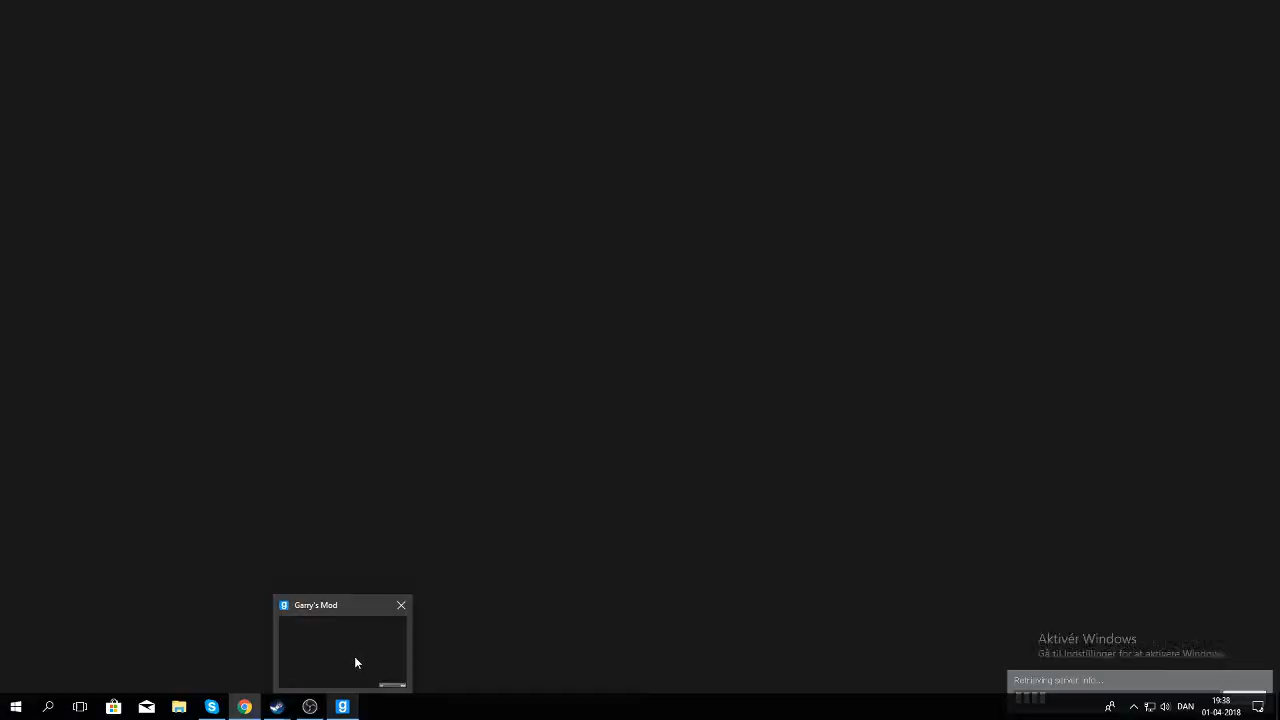 Garry's Mod
Aktivér Windows
Gå til Indstillinger for at aktivere Windows.
Retrieving server info...
19:38
DAN
01-04-2018